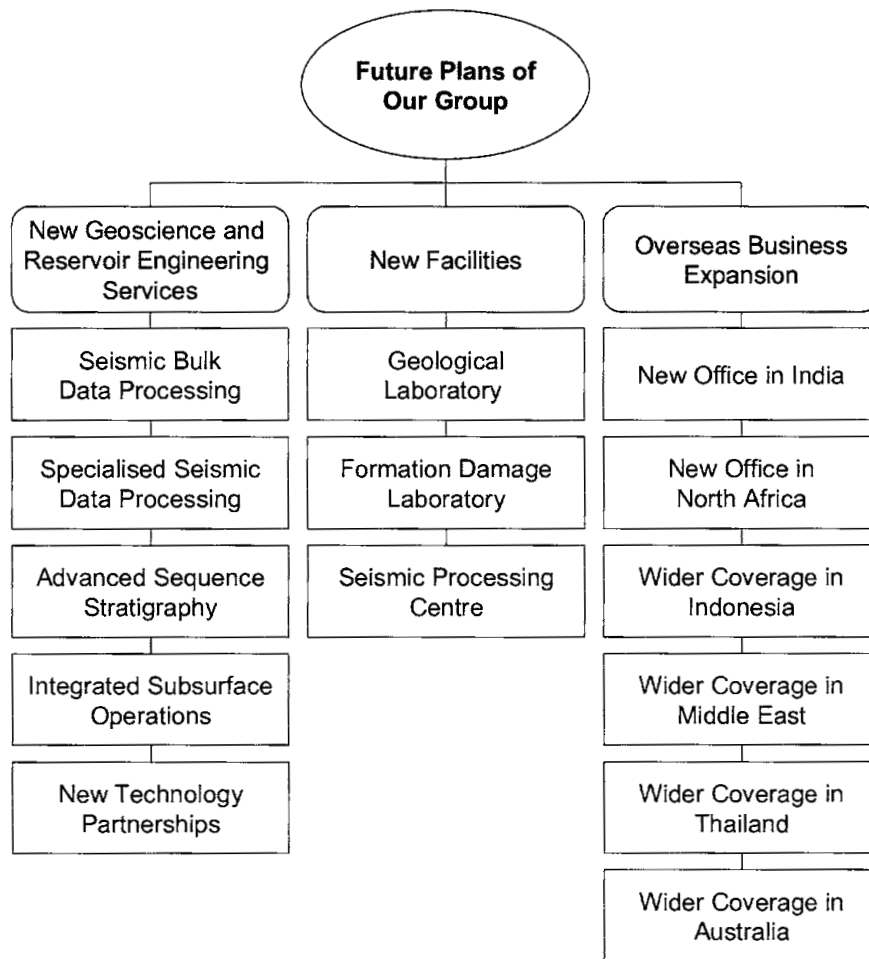 Future Plans of
Our Group
New Geoscience and
Reservoir Engineering
Services
Seismic Bulk
Data Processing
Specialised Seismic
Data Processing
Advanced Sequence
Stratigraphy
Integrated Subsurface
Operations
New Technology
Partnerships
New Facilities
Geological
Laboratory
Formation Damage
Laboratory
Seismic Processing
Centre
Overseas Business
Expansion
New Office in India
New Office in
North Africa
Wider Coverage in
Indonesia
Wider Coverage in
Middle East
Wider Coverage in
Thailand
Wider Coverage in
Australia